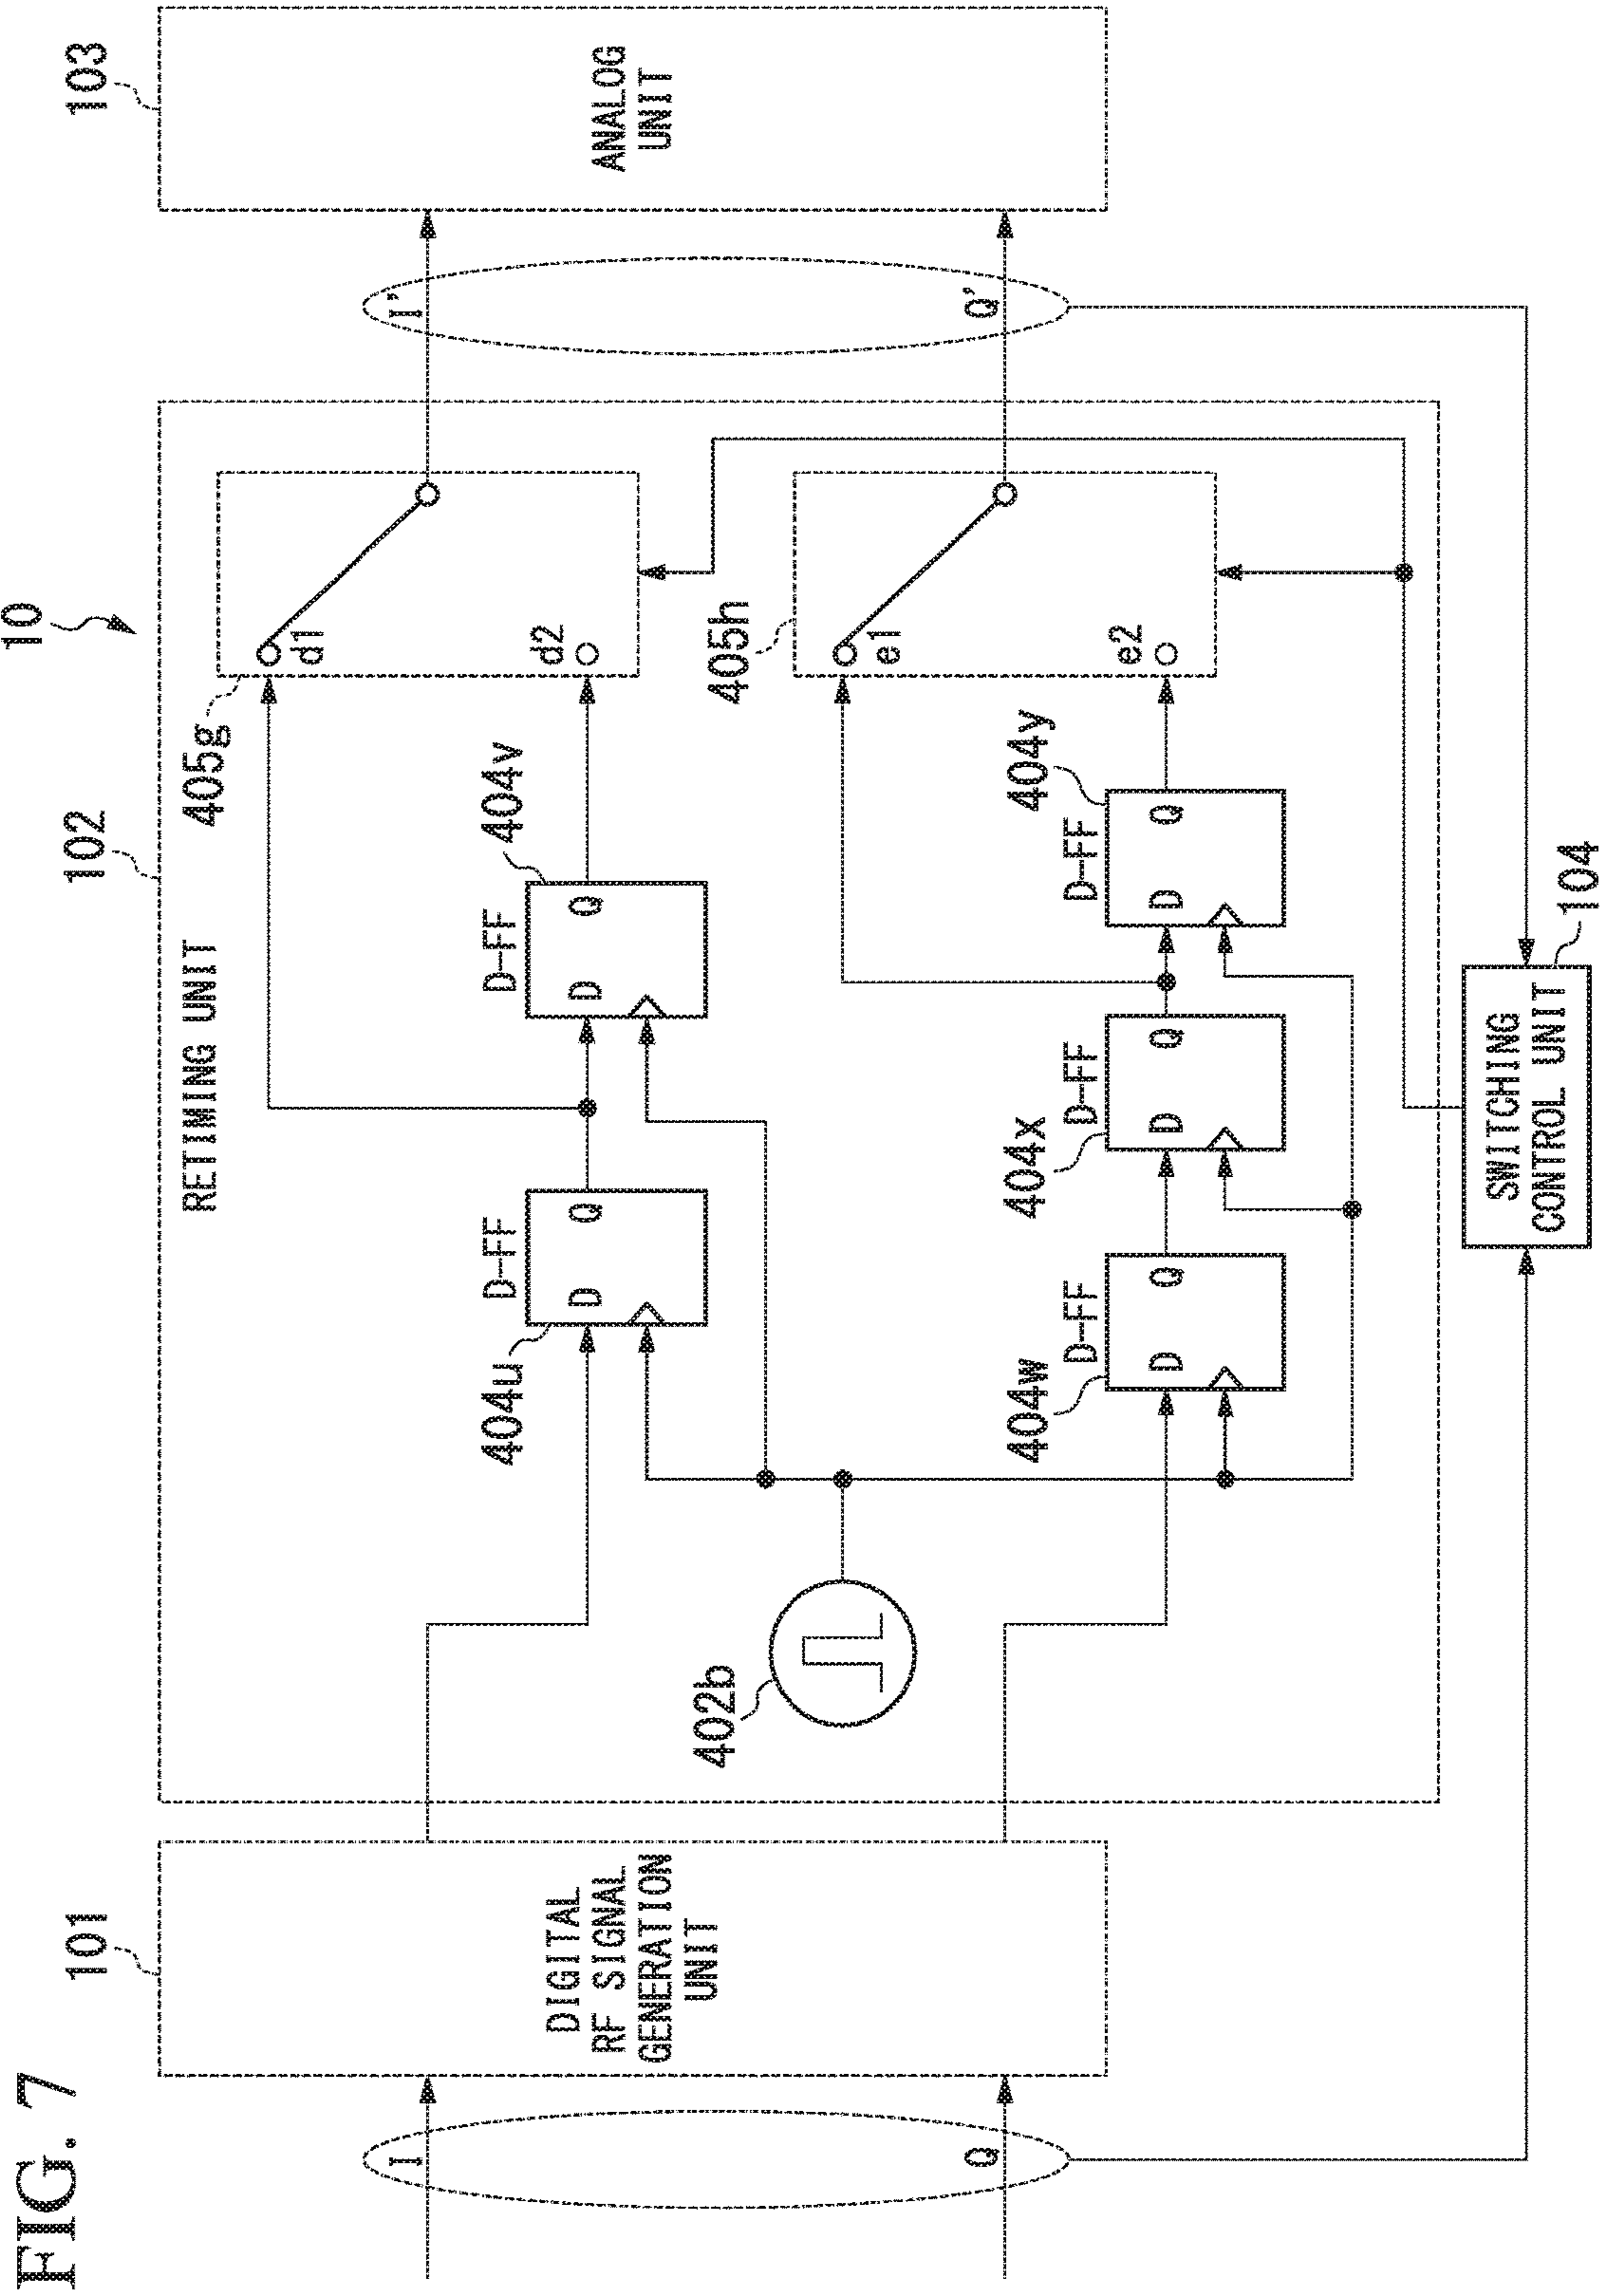 FIG. 7
10
101
102
103
DIGITAL
RF SIGNAL
GENERATION
UNIT
RETIMING UNIT
ANALOG
UNIT
I
Q
I'
Q'
405g
d1
d2
404u
D-FF
D
Q
404v
D-FF
D
Q
402b
405h
e1
e2
404w
D-FF
D
Q
404x
D-FF
D
Q
404y
D-FF
D
Q
SWITCHING
CONTROL UNIT
104